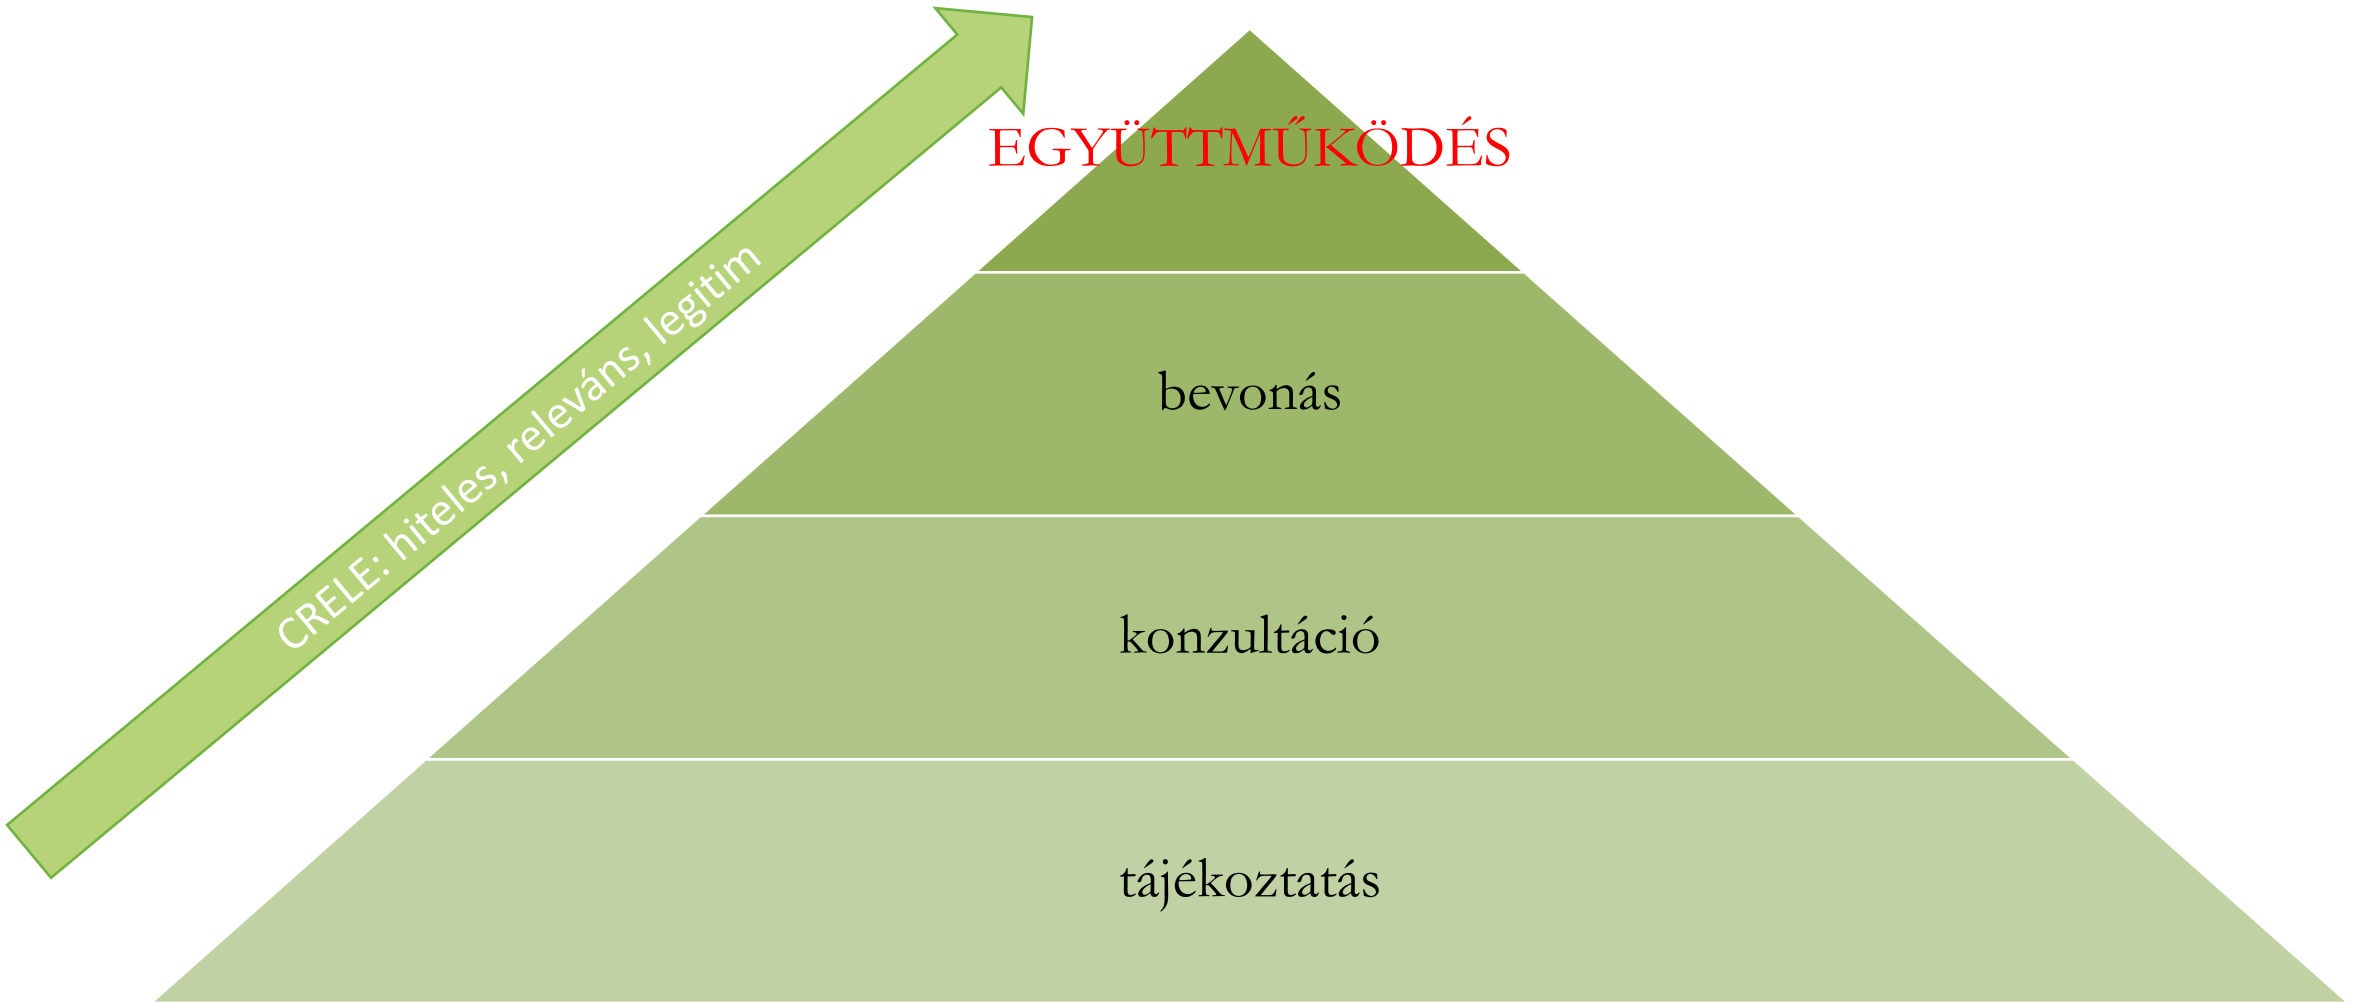 EGYÜTTMŰKÖDÉS
CRELE: hiteles, releváns, legitim
bevonás
konzultáció
tájékoztatás